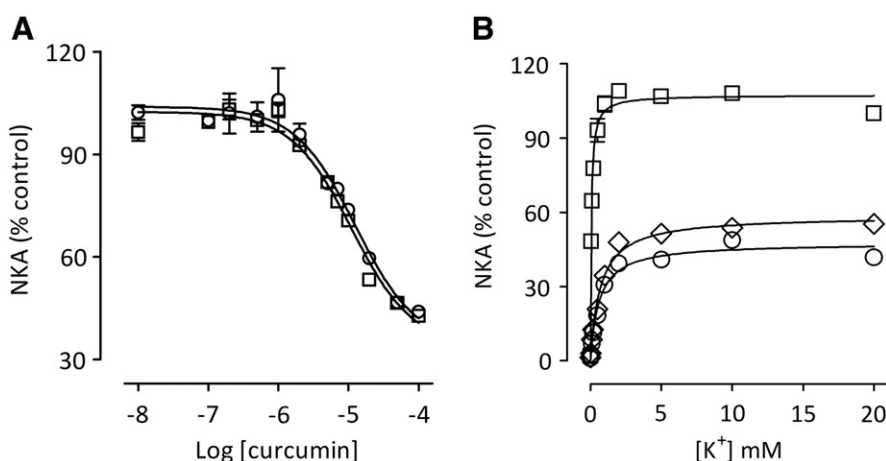 A
120
90
60
30
NKA (% control)
-8 -7 -6 -5 -4
Log [curcumin]
B
120
90
60
30
0
NKA (% control)
0 5 10 15 20
[K⁺] mM